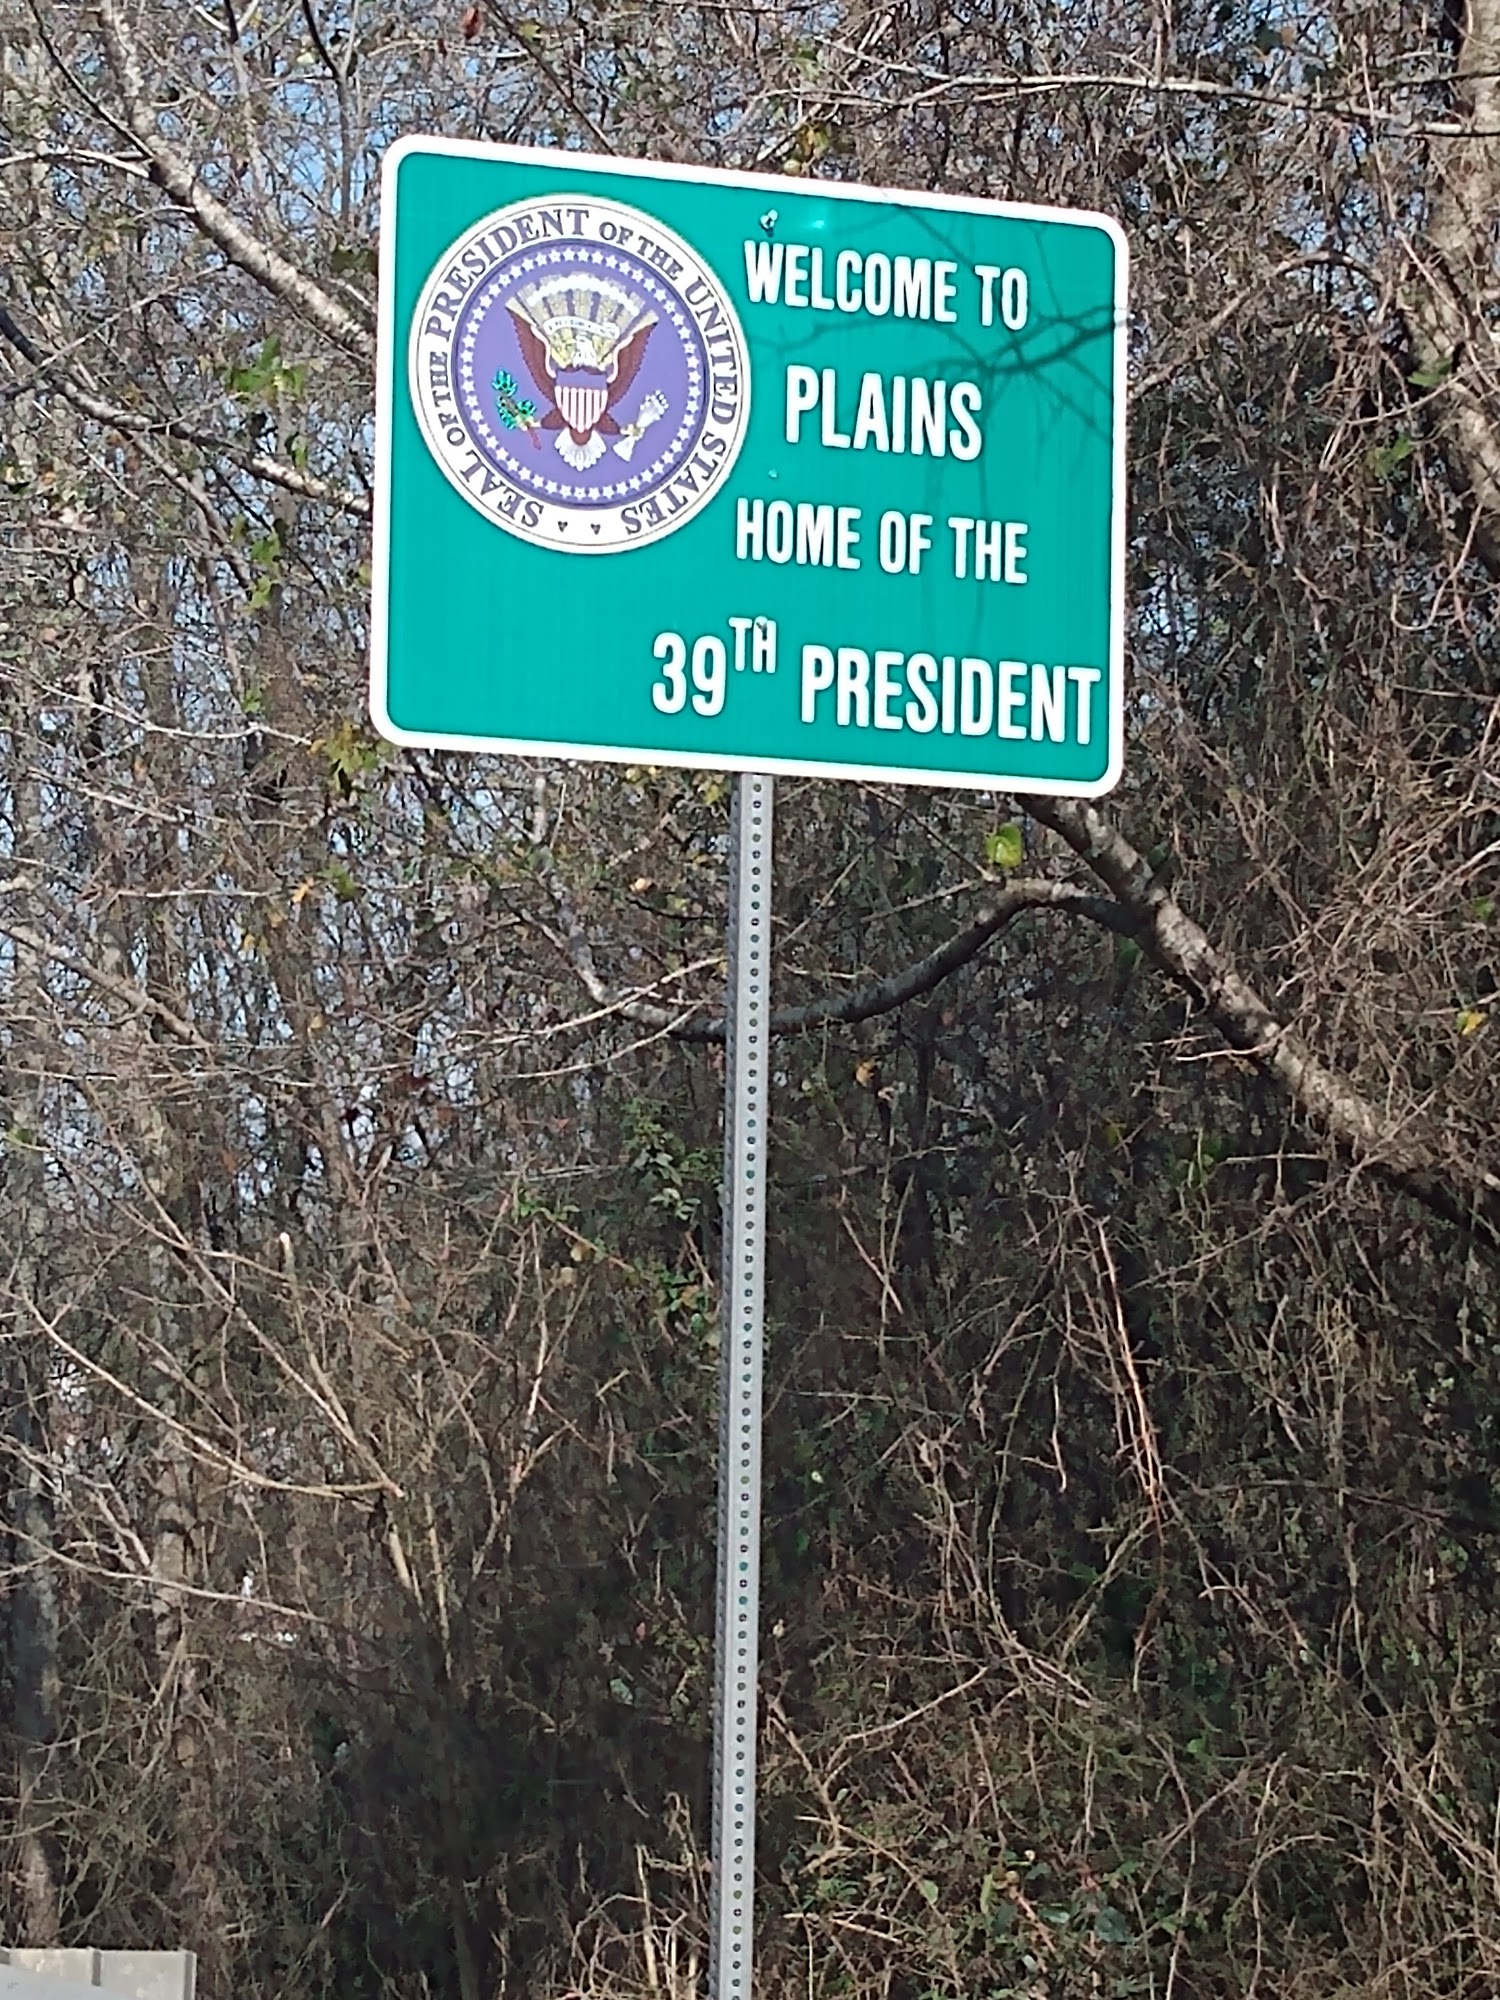 SEAL OF THE PRESIDENT OF THE UNITED STATES
WELCOME TO
PLAINS
HOME OF THE
39TH PRESIDENT